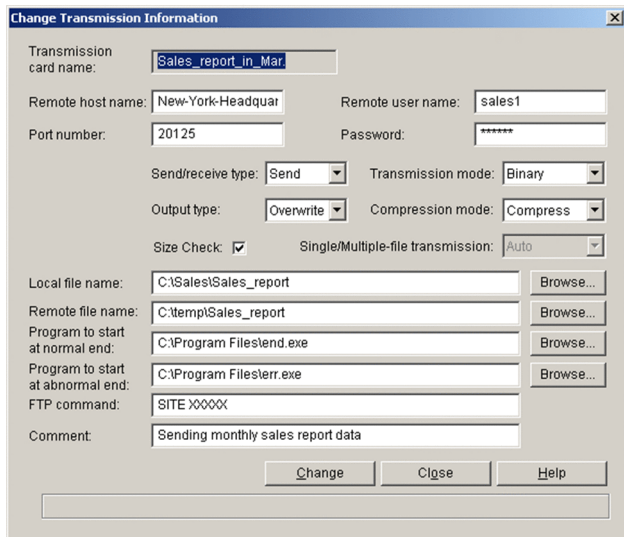 Change Transmission Information
Transmission card name: Sales_report_in_Mar.
Remote host name: New-York-Headquar Remote user name: sales1
Port number: 20125 Password: ******
Send/receive type: Send Transmission mode: Binary
Output type: Overwrite Compression mode: Compress
Size Check: Single/Multiple-file transmission: Auto
Local file name: C:\Sales\Sales_report Browse...
Remote file name: C:\temp\Sales_report Browse...
Program to start at normal end: C:\Program Files\end.exe Browse...
Program to start at abnormal end: C:\Program Files\err.exe Browse...
FTP command: SITE XXXXX
Comment: Sending monthly sales report data
Change Close Help